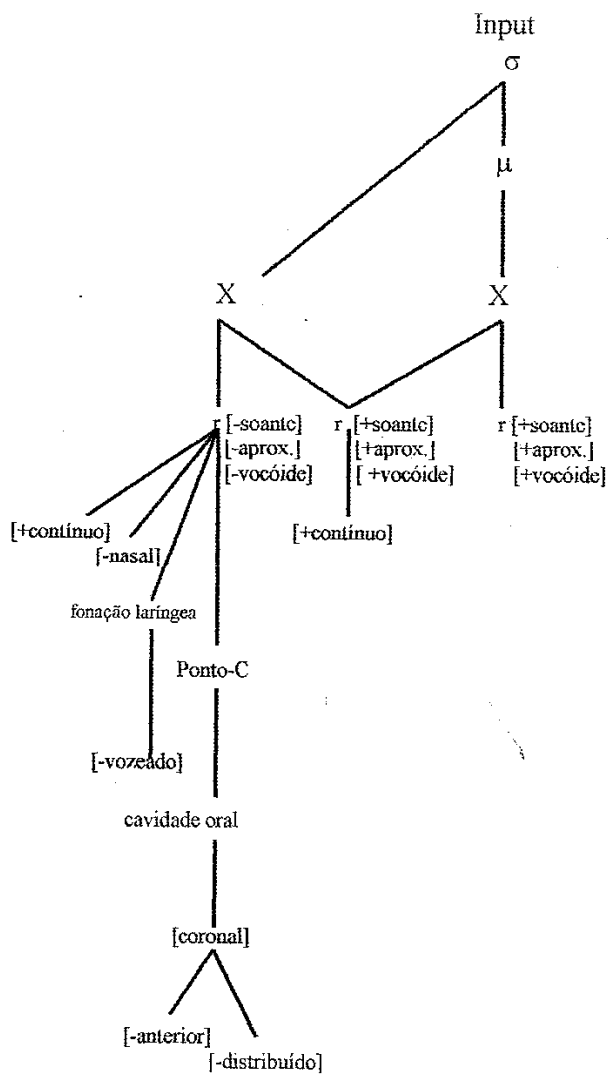 Input
σ
μ
X X
r [-soante] r [+soante] r [+soante]
[-aprox.] [+aprox.] [+aprox.]
[-vocóide] [+vocóide] [+vocóide]
[+contínuo] [+contínuo]
[-nasal]
fonação laríngea
Ponto-C
[-vozeado]
cavidade oral
[coronal]
[-anterior]
[-distribuído]